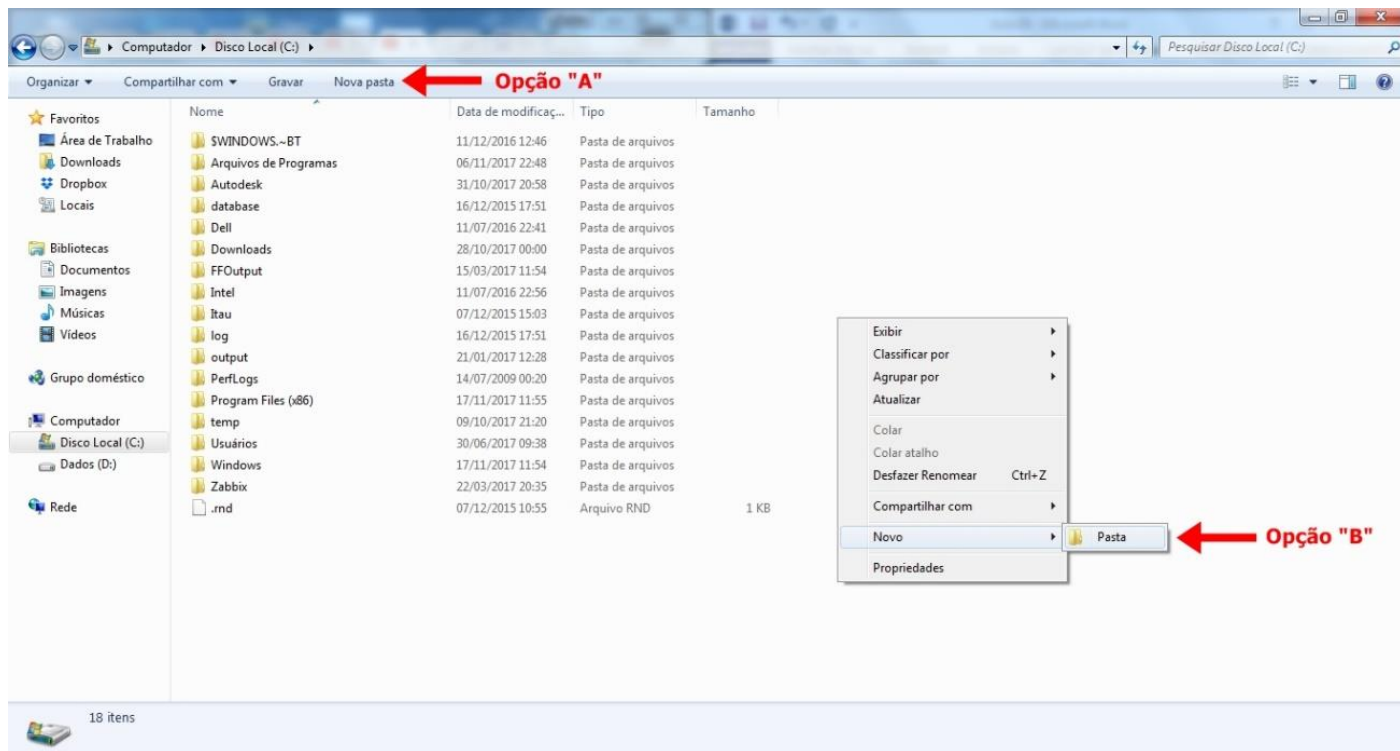 Computador ▸ Disco Local (C:) ▸
Pesquisar Disco Local (C:)
Organizar Compartilhar com Gravar Nova pasta Opção "A"
Nome Data de modificaç... Tipo Tamanho
Favoritos
Área de Trabalho
Downloads
Dropbox
Locais
Bibliotecas
Documentos
Imagens
Músicas
Vídeos
Grupo doméstico
Computador
Disco Local (C:)
Dados (D:)
Rede
$WINDOWS.~BT 11/12/2016 12:46 Pasta de arquivos
Arquivos de Programas 06/11/2017 22:48 Pasta de arquivos
Autodesk 31/10/2017 20:58 Pasta de arquivos
database 16/12/2015 17:51 Pasta de arquivos
Dell 11/07/2016 22:41 Pasta de arquivos
Downloads 28/10/2017 00:00 Pasta de arquivos
FFOutput 15/03/2017 11:54 Pasta de arquivos
Intel 11/07/2016 22:56 Pasta de arquivos
Itau 07/12/2015 15:03 Pasta de arquivos
log 16/12/2015 17:51 Pasta de arquivos
output 21/01/2017 12:28 Pasta de arquivos
PerfLogs 14/07/2009 00:20 Pasta de arquivos
Program Files (x86) 17/11/2017 11:55 Pasta de arquivos
temp 09/10/2017 21:20 Pasta de arquivos
Usuários 30/06/2017 09:38 Pasta de arquivos
Windows 17/11/2017 11:54 Pasta de arquivos
Zabbix 22/03/2017 20:35 Pasta de arquivos
.rnd 07/12/2015 10:55 Arquivo RND 1 KB
Exibir
Classificar por
Agrupar por
Atualizar
Colar
Colar atalho
Desfazer Renomear Ctrl+Z
Compartilhar com
Novo
Pasta
Opção "B"
Propriedades
18 itens